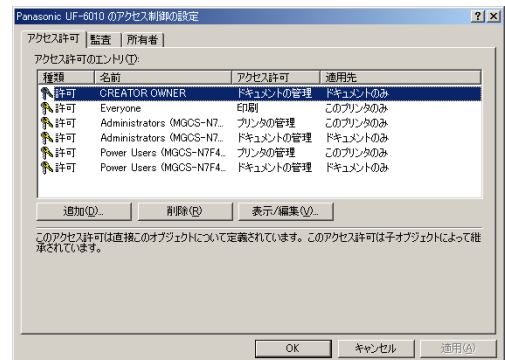 Panasonic UF-6010 のアクセス制御の設定
アクセス許可 監査 所有者
アクセス許可のエントリ(T):
種類 名前 アクセス許可 適用先
許可 CREATOR OWNER ドキュメントの管理 ドキュメントのみ
許可 Everyone 印刷 このプリンタのみ
許可 Administrators (MGCS-N7... プリンタの管理 このプリンタのみ
許可 Administrators (MGCS-N7... ドキュメントの管理 ドキュメントのみ
許可 Power Users (MGCS-N7F4... プリンタの管理 このプリンタのみ
許可 Power Users (MGCS-N7F4... ドキュメントの管理 ドキュメントのみ
追加(D)... 削除(R) 表示/編集(V)...
このアクセス許可は直接このオブジェクトについて定義されています。このアクセス許可は子オブジェクトによって継
承されています。
OK キャンセル 適用(A)